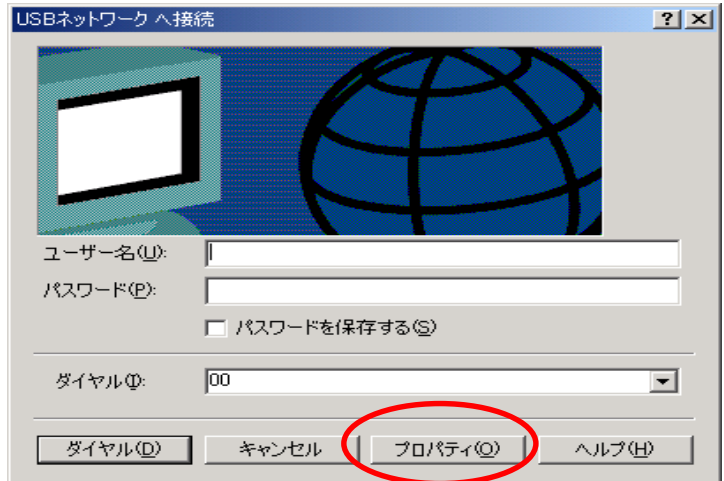 USBネットワーク へ接続
ユーザー名(U):
パスワード(P):
パスワードを保存する(S)
ダイヤル(I): 00
ダイヤル(D) キャンセル プロパティ(O) ヘルプ(H)